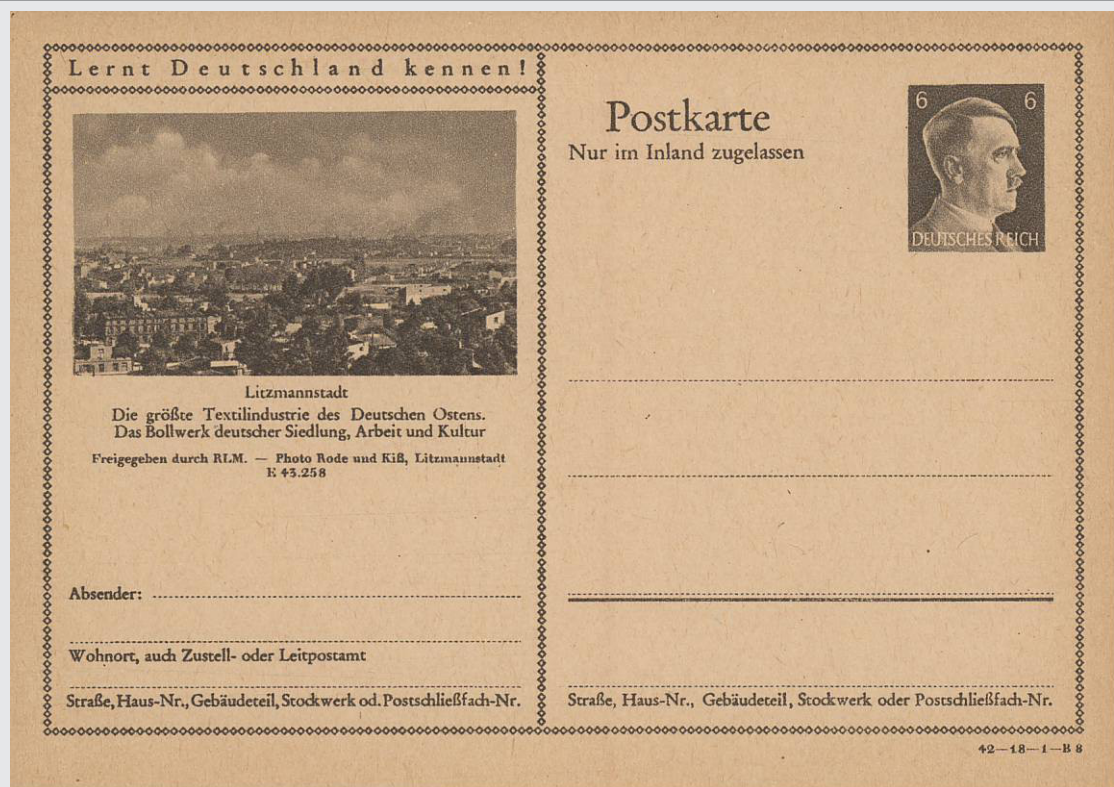 Lernt Deutschland kennen!
Litzmannstadt
Die größte Textilindustrie des Deutschen Ostens.
Das Bollwerk deutscher Siedlung, Arbeit und Kultur
Freigegeben durch RLM. — Photo Rode und Kiß, Litzmannstadt
E 43.258
Absender:
Wohnort, auch Zustell- oder Leitpostamt
Straße, Haus-Nr., Gebäudeteil, Stockwerk od. Postschließfach-Nr.
Postkarte
Nur im Inland zugelassen
6 6
DEUTSCHES REICH
Straße, Haus-Nr., Gebäudeteil, Stockwerk oder Postschließfach-Nr.
42—18—1—B 8